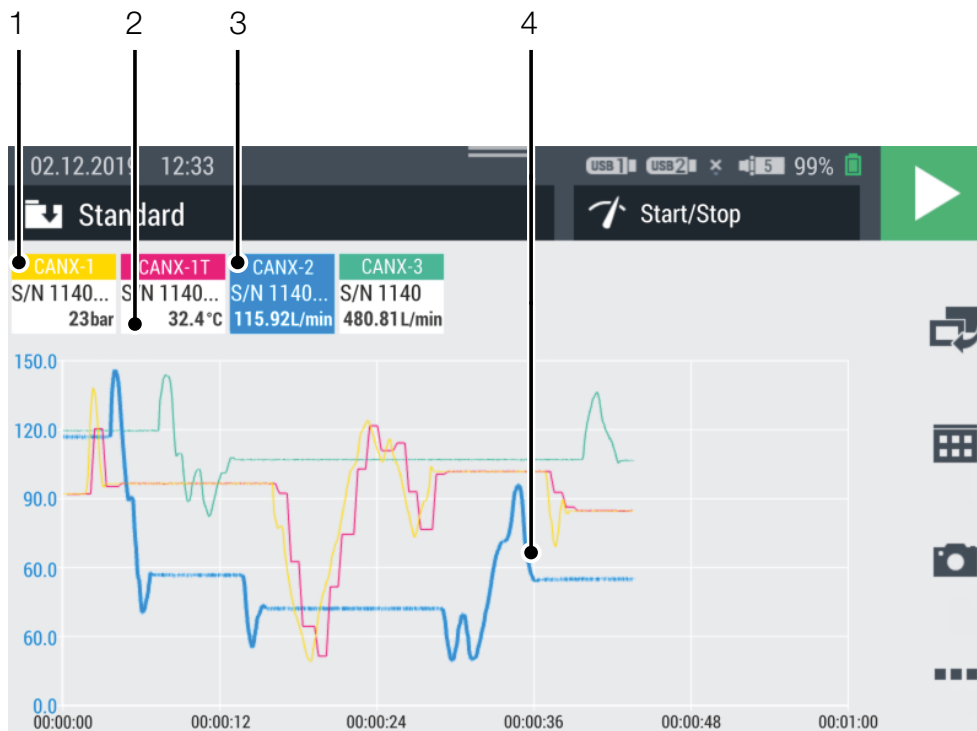 1 2 3 4
02.12.2019 12:33 USB 1 USB 2 5 99%
Standard Start/Stop
CANX-1 CANX-1T CANX-2 CANX-3
S/N 1140... S/N 1140... S/N 1140... S/N 1140
23bar 32.4°C 115.92L/min 480.81L/min
150.0
120.0
90.0
60.0
60.0
0.0
00:00:00 00:00:12 00:00:24 00:00:36 00:00:48 00:01:00